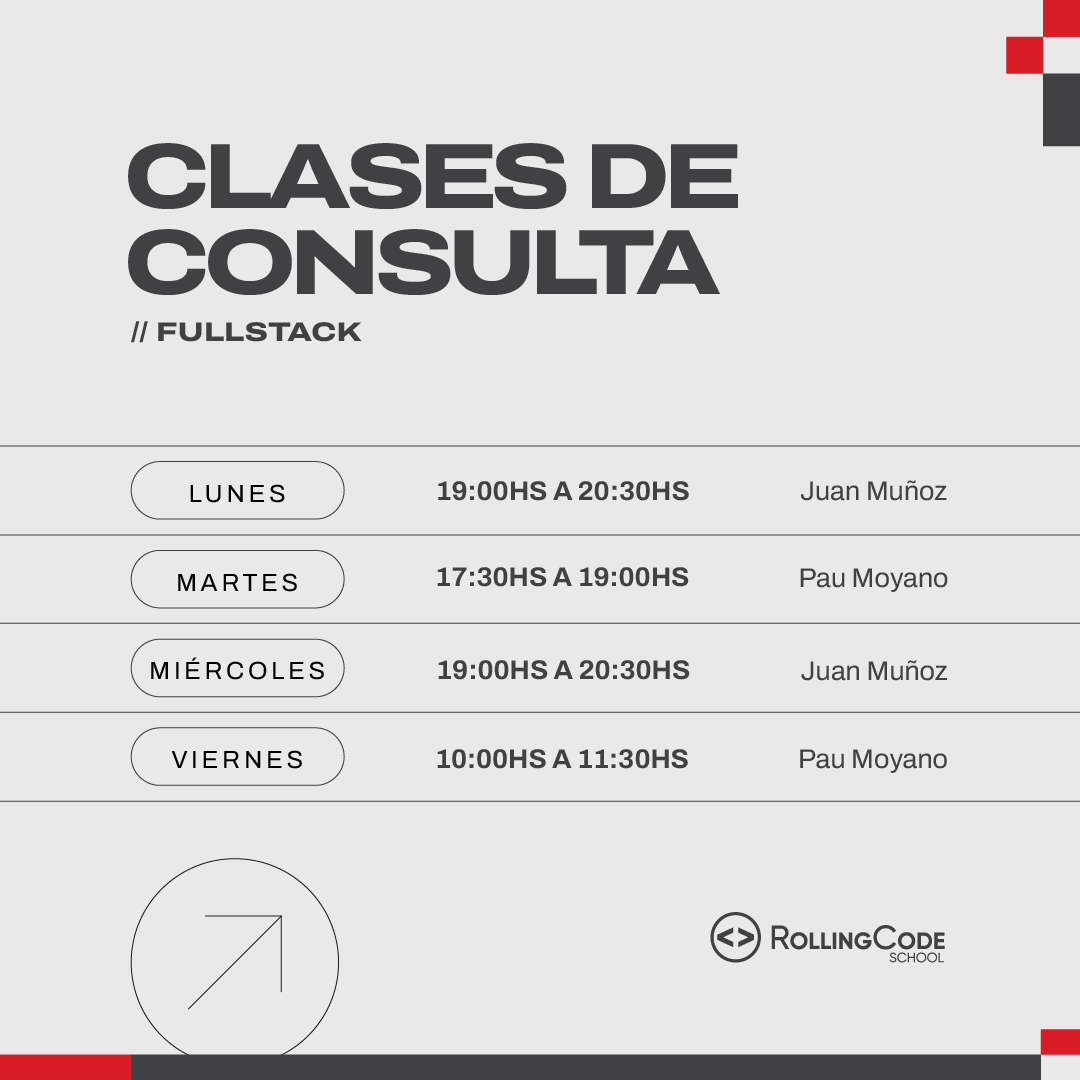 CLASES DE
CONSULTA
// FULLSTACK
LUNES 19:00HS A 20:30HS Juan Muñoz
MARTES 17:30HS A 19:00HS Pau Moyano
MIÉRCOLES 19:00HS A 20:30HS Juan Muñoz
VIERNES 10:00HS A 11:30HS Pau Moyano
<> ROLLINGCODE
SCHOOL